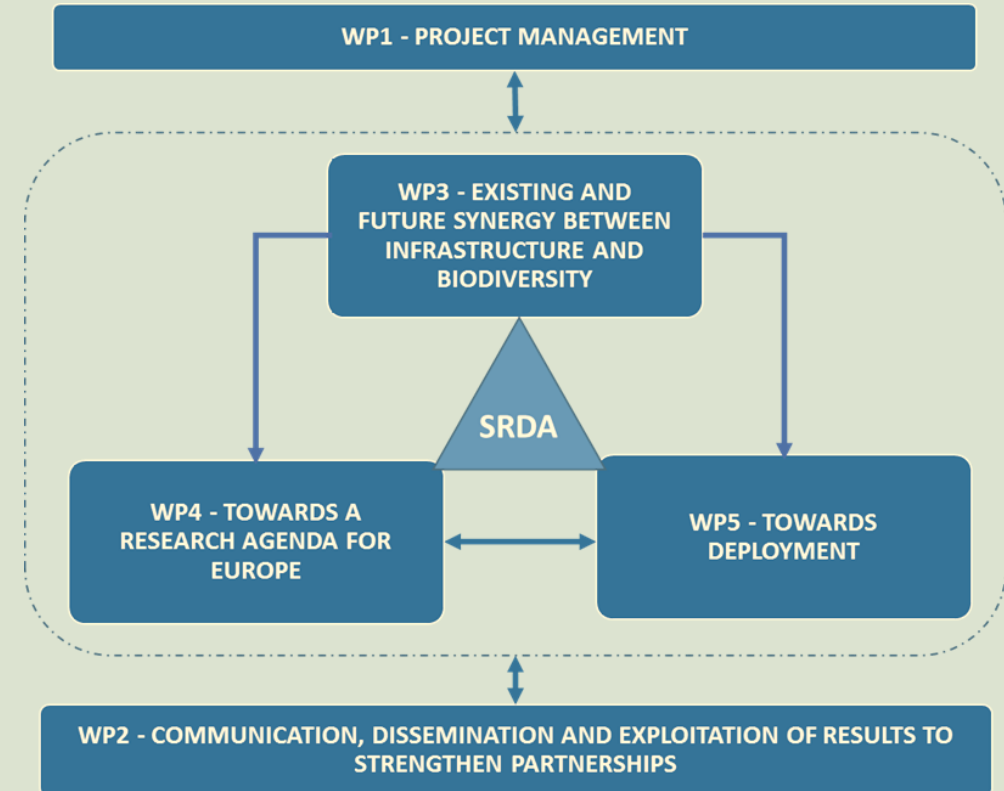 WP1 - PROJECT MANAGEMENT
WP3 - EXISTING AND
FUTURE SYNERGY BETWEEN
INFRASTRUCTURE AND
BIODIVERSITY
SRDA
WP4 - TOWARDS A
RESEARCH AGENDA FOR
EUROPE
WP5 - TOWARDS
DEPLOYMENT
WP2 - COMMUNICATION, DISSEMINATION AND EXPLOITATION OF RESULTS TO
STRENGTHEN PARTNERSHIPS